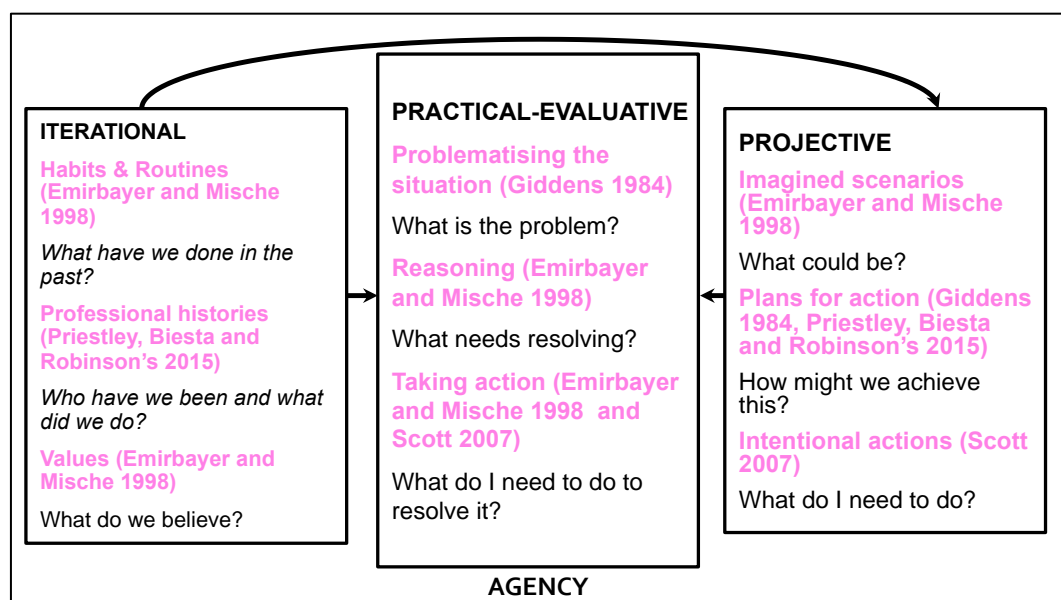 ITERATIONAL
Habits & Routines
(Emirbayer and Mische
1998)
What have we done in the
past?
Professional histories
(Priestley, Biesta and
Robinson’s 2015)
Who have we been and what
did we do?
Values (Emirbayer and
Mische 1998)
What do we believe?
PRACTICAL-EVALUATIVE
Problematising the
situation (Giddens 1984)
What is the problem?
Reasoning (Emirbayer
and Mische 1998)
What needs resolving?
Taking action (Emirbayer
and Mische 1998 and
Scott 2007)
What do I need to do to
resolve it?
PROJECTIVE
Imagined scenarios
(Emirbayer and Mische
1998)
What could be?
Plans for action (Giddens
1984, Priestley, Biesta
and Robinson’s 2015)
How might we achieve
this?
Intentional actions (Scott
2007)
What do I need to do?
AGENCY